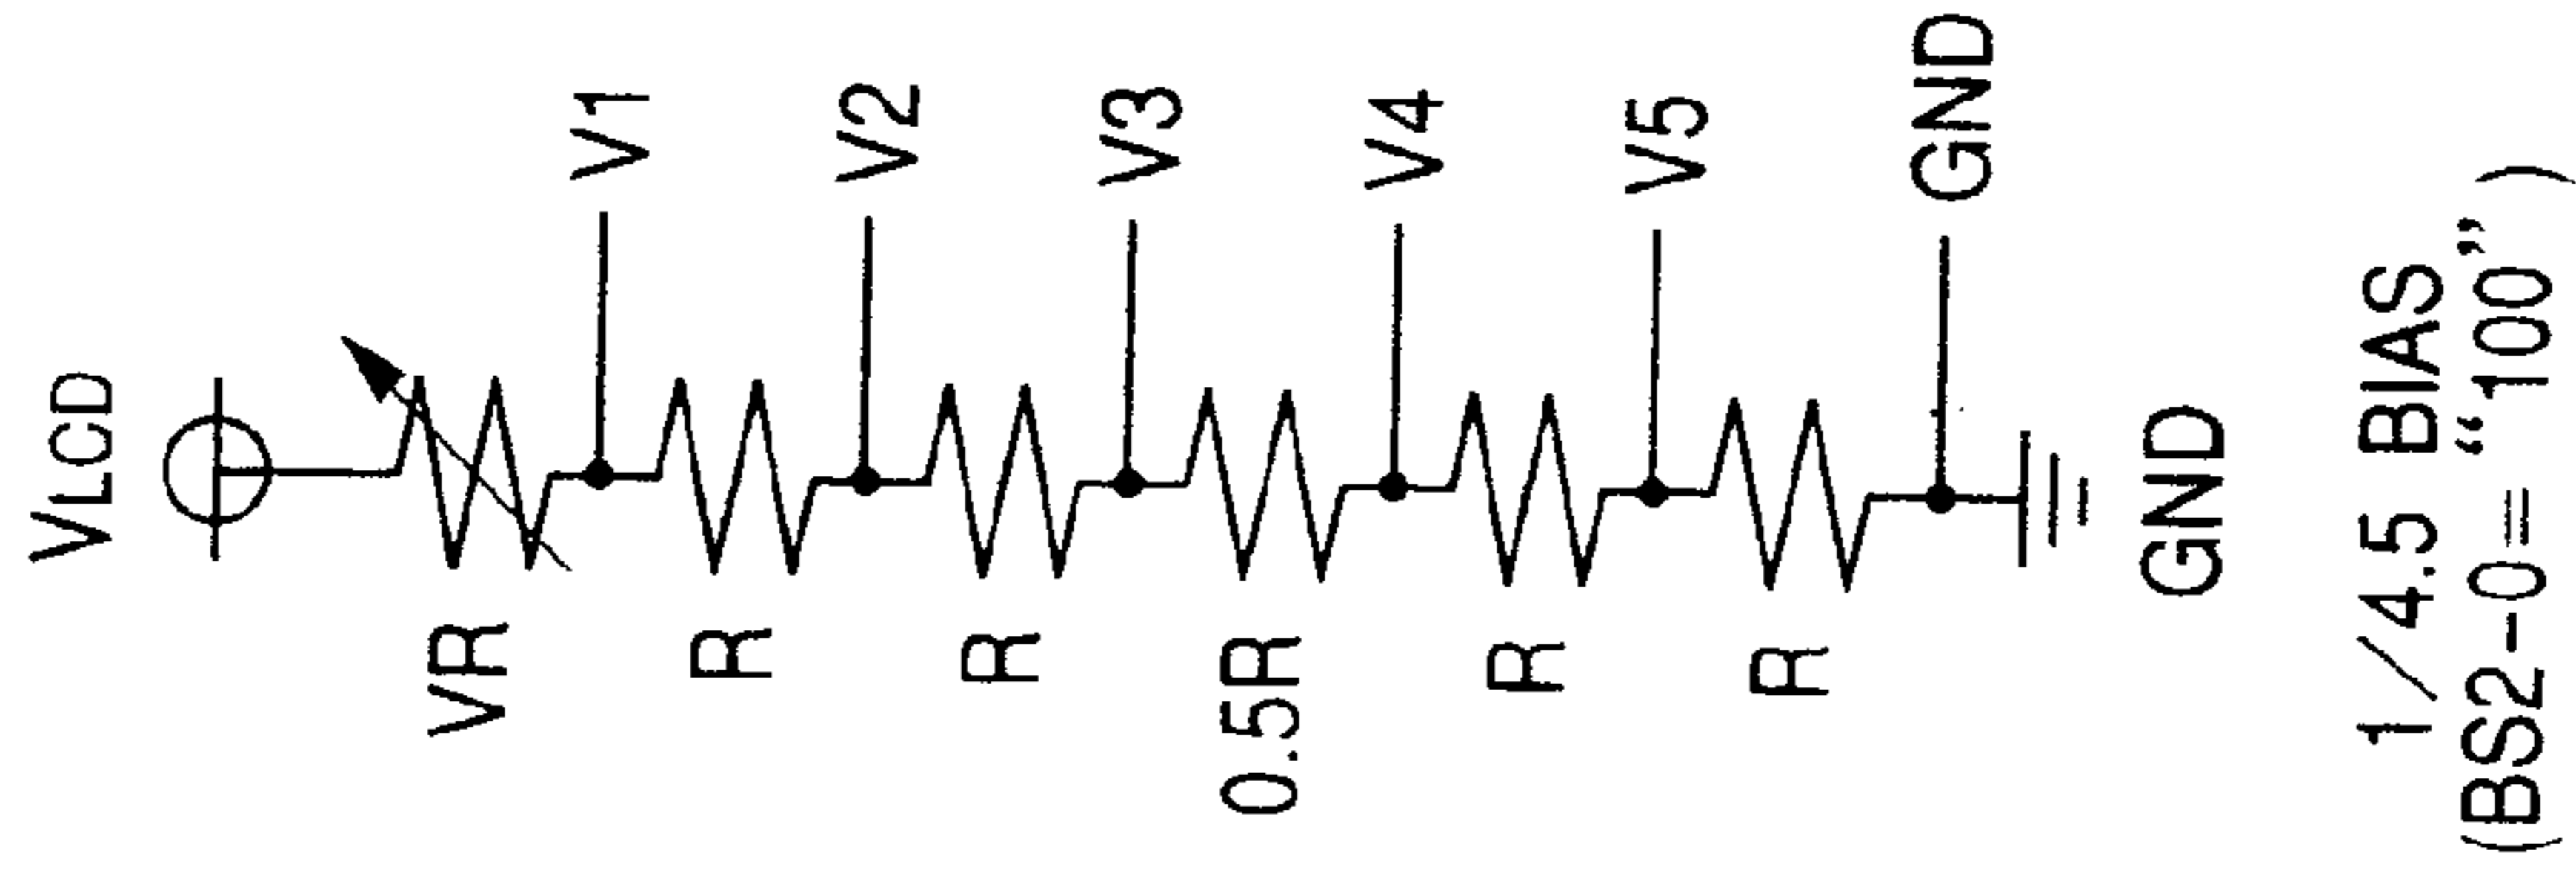 VLCD
VR
V1
R
V2
R
V3
0.5R
V4
R
V5
R
GND
GND
1/4.5 BIAS
(BS2-0= “100”)